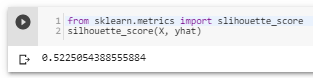 1 from sklearn.metrics import slihouette_score
2 silhouette_score(X, yhat)
0.5225054388555884